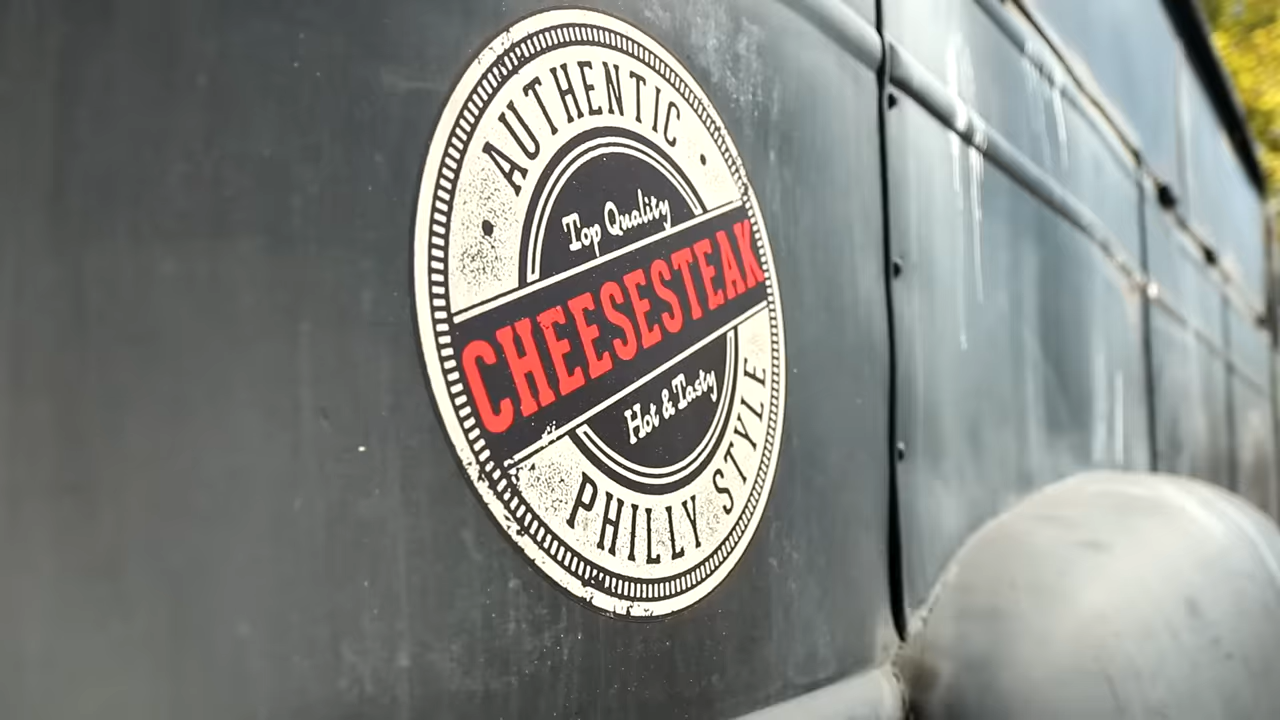 AUTHENTIC
Top Quality
CHEESESTEAK
Hot & Tasty
PHILLY STYLE